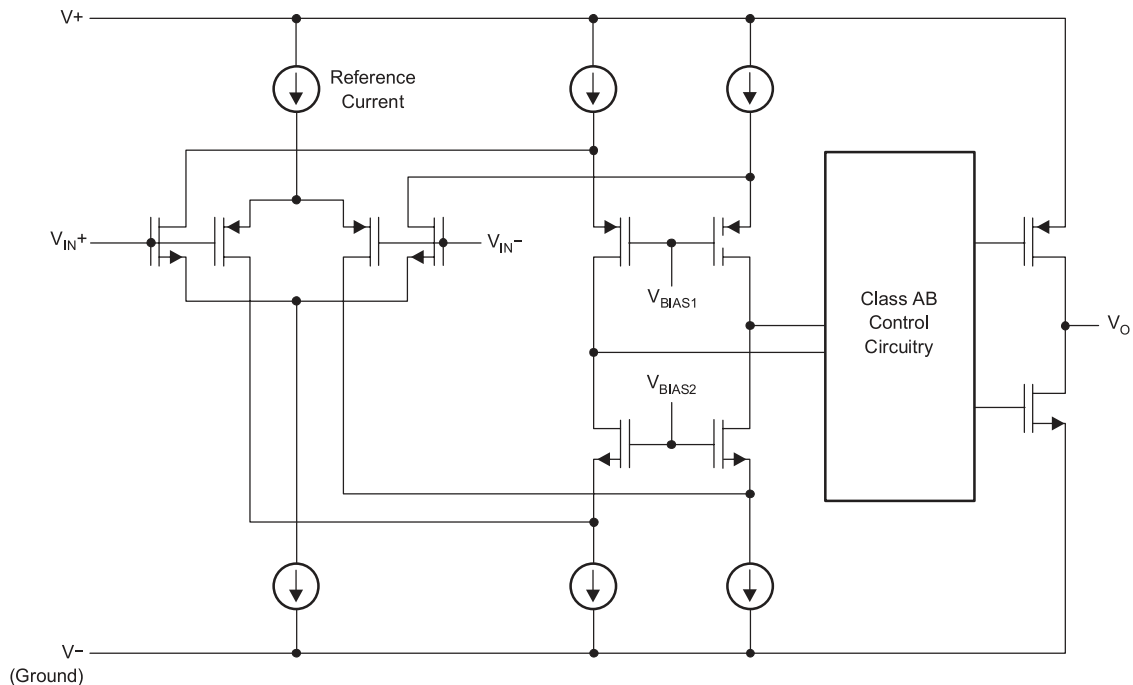 V+
Reference
Current
VIN+
VIN−
VBIAS1
Class AB
Control
Circuitry
VO
VBIAS2
V−
(Ground)